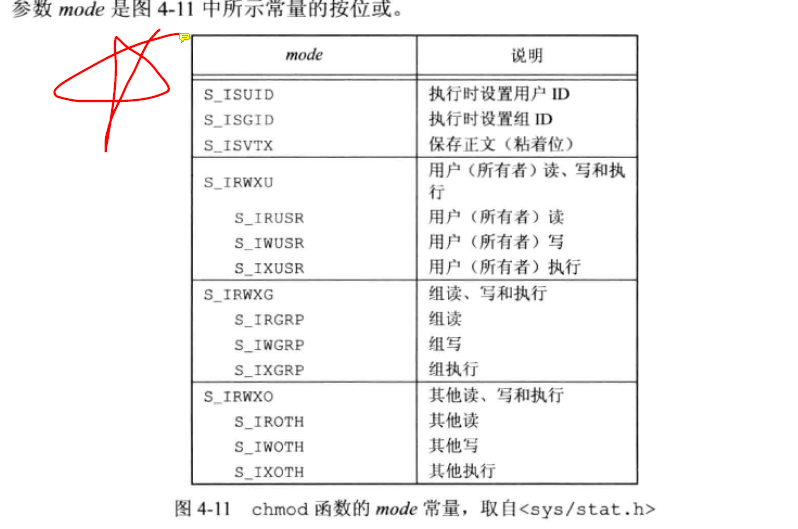 参数 mode 是图 4-11 中所示常量的按位或。
mode 说明
S_ISUID 执行时设置用户 ID
S_ISGID 执行时设置组 ID
S_ISVTX 保存正文（粘着位）
S_IRWXU 用户（所有者）读、写和执
行
S_IRUSR 用户（所有者）读
S_IWUSR 用户（所有者）写
S_IXUSR 用户（所有者）执行
S_IRWXG 组读、写和执行
S_IRGRP 组读
S_IWGRP 组写
S_IXGRP 组执行
S_IRWXO 其他读、写和执行
S_IROTH 其他读
S_IWOTH 其他写
S_IXOTH 其他执行
图 4-11 chmod 函数的 mode 常量，取自<sys/stat.h>